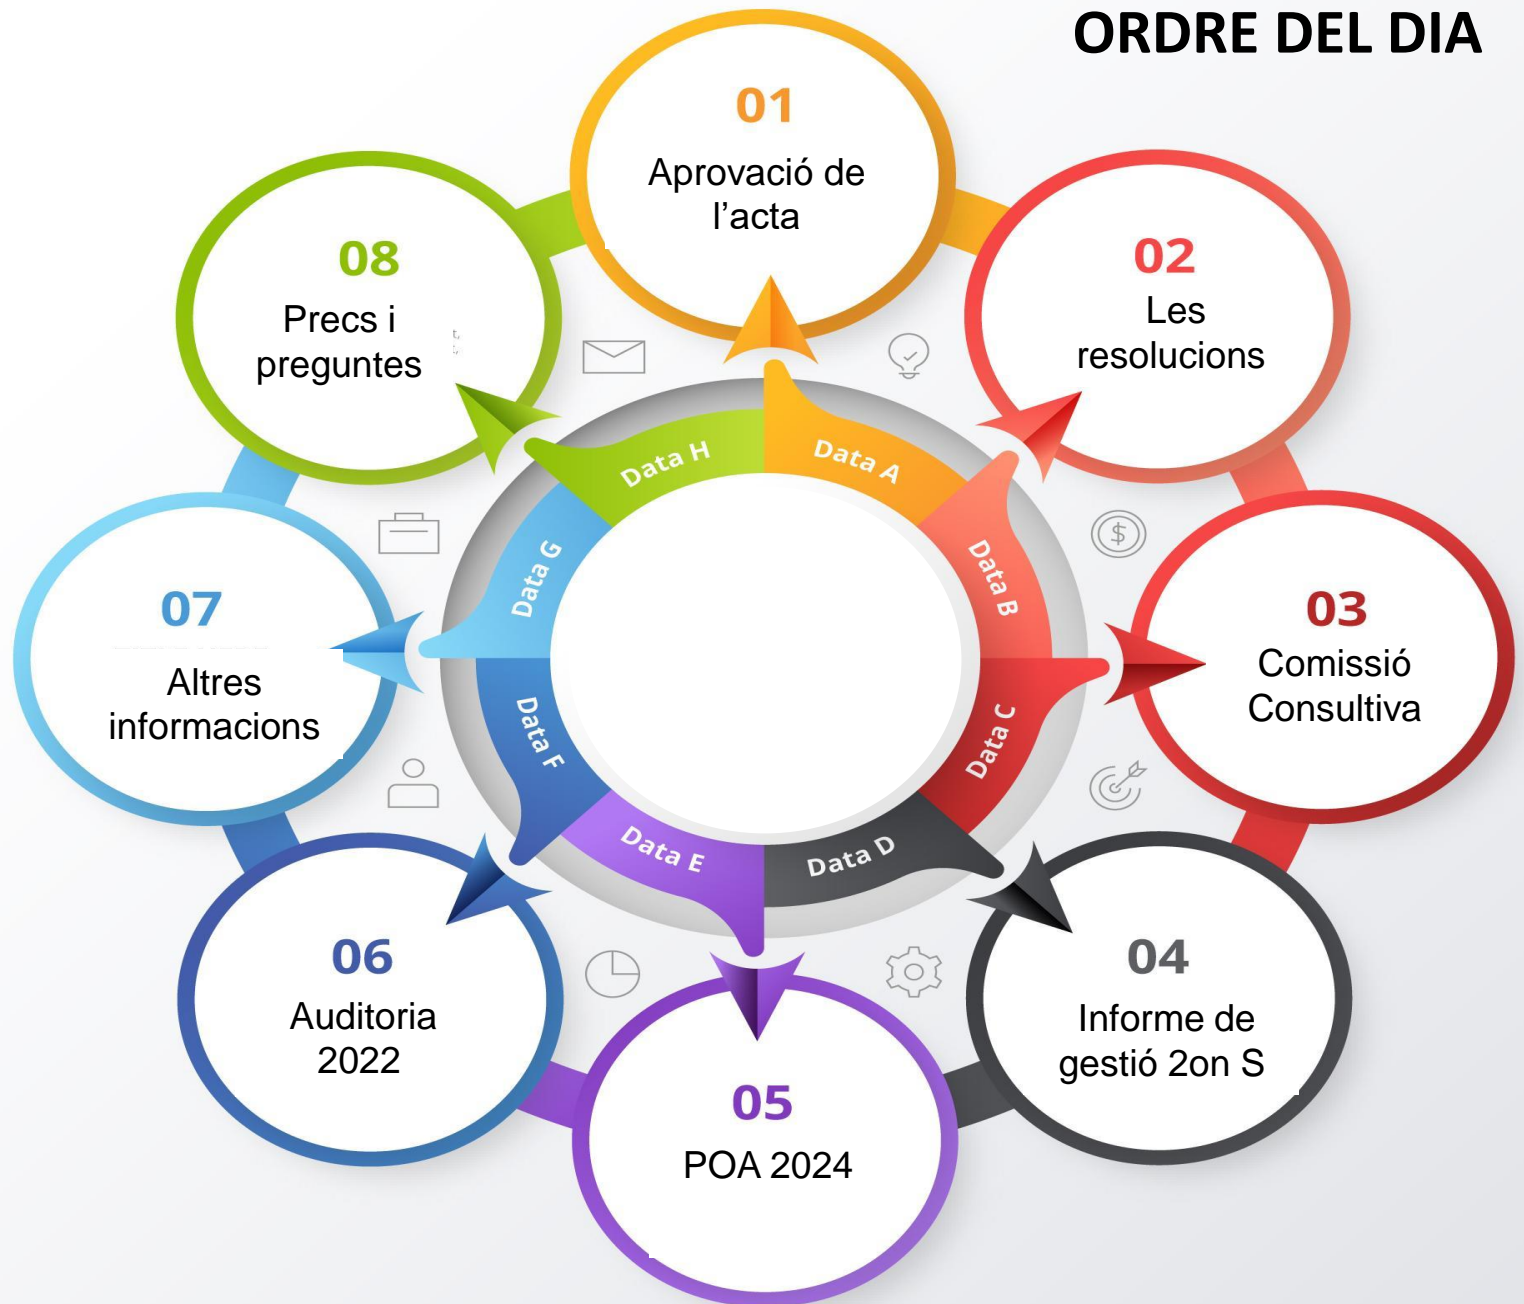 ORDRE DEL DIA
01
Aprovació de
l’acta
02
Les
resolucions
03
Comissió
Consultiva
04
Informe de
gestió 2on S
05
POA 2024
06
Auditoria
2022
07
Altres
informacions
08
Precs i
preguntes
Data A
Data B
Data C
Data D
Data E
Data F
Data G
Data H